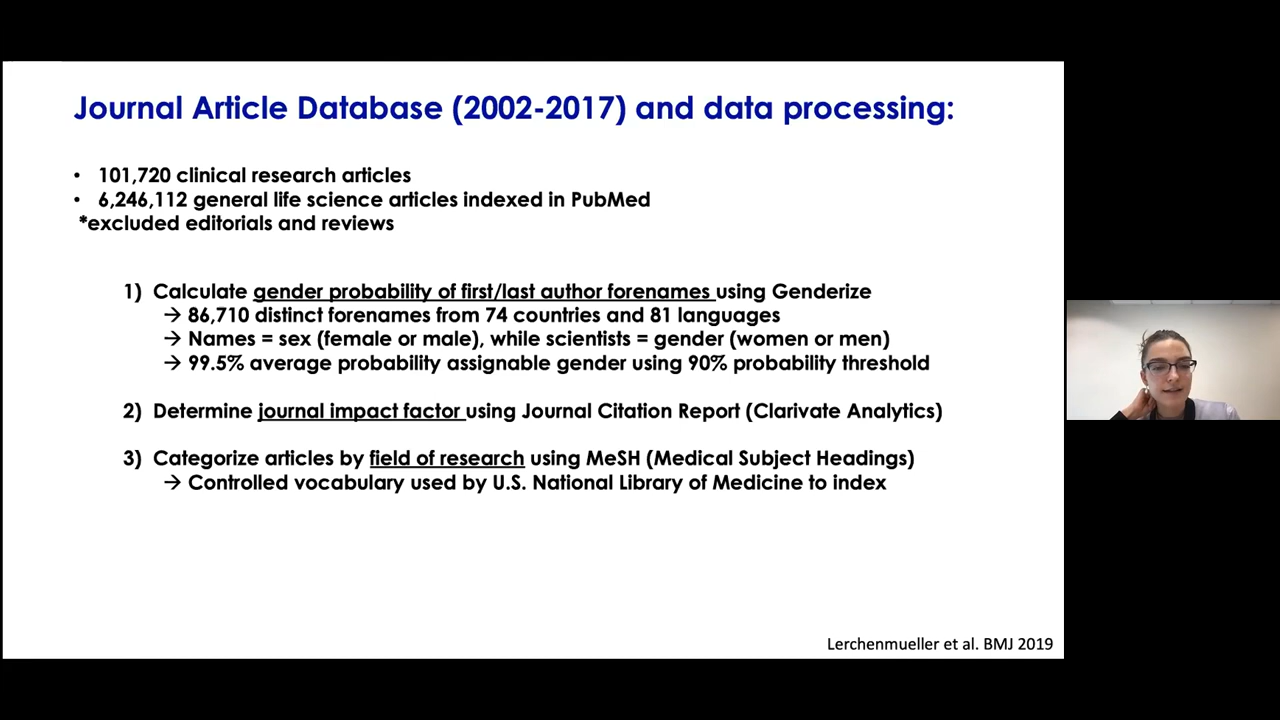 Journal Article Database (2002-2017) and data processing:
• 101,720 clinical research articles
• 6,246,112 general life science articles indexed in PubMed
*excluded editorials and reviews
1) Calculate gender probability of first/last author forenames using Genderize
→ 86,710 distinct forenames from 74 countries and 81 languages
→ Names = sex (female or male), while scientists = gender (women or men)
→ 99.5% average probability assignable gender using 90% probability threshold
2) Determine journal impact factor using Journal Citation Report (Clarivate Analytics)
3) Categorize articles by field of research using MeSH (Medical Subject Headings)
→ Controlled vocabulary used by U.S. National Library of Medicine to index
Lerchenmueller et al. BMJ 2019